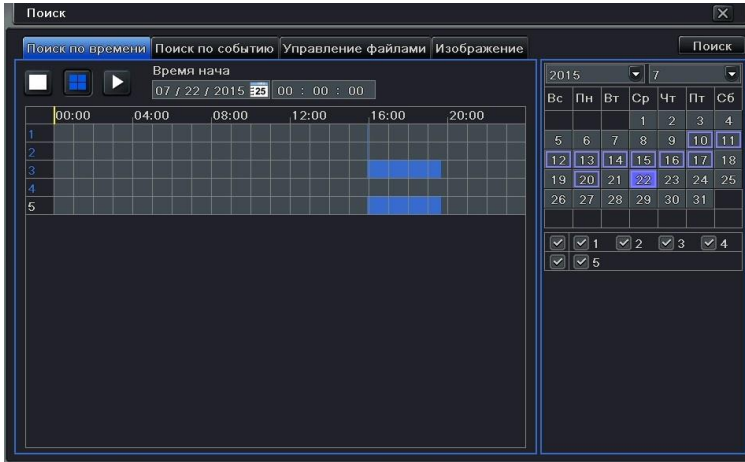 Поиск
Поиск по времени Поиск по событию Управление файлами Изображение
Поиск
Время нача
07 / 22 / 2015 25 00 : 00 : 00
00:00 04:00 08:00 12:00 16:00 20:00
1
2
3
4
5
2015 7
Вс Пн Вт Ср Чт Пт Сб
1 2 3 4
5 6 7 8 9 10 11
12 13 14 15 16 17 18
19 20 21 22 23 24 25
26 27 28 29 30 31
1 2 3 4
5